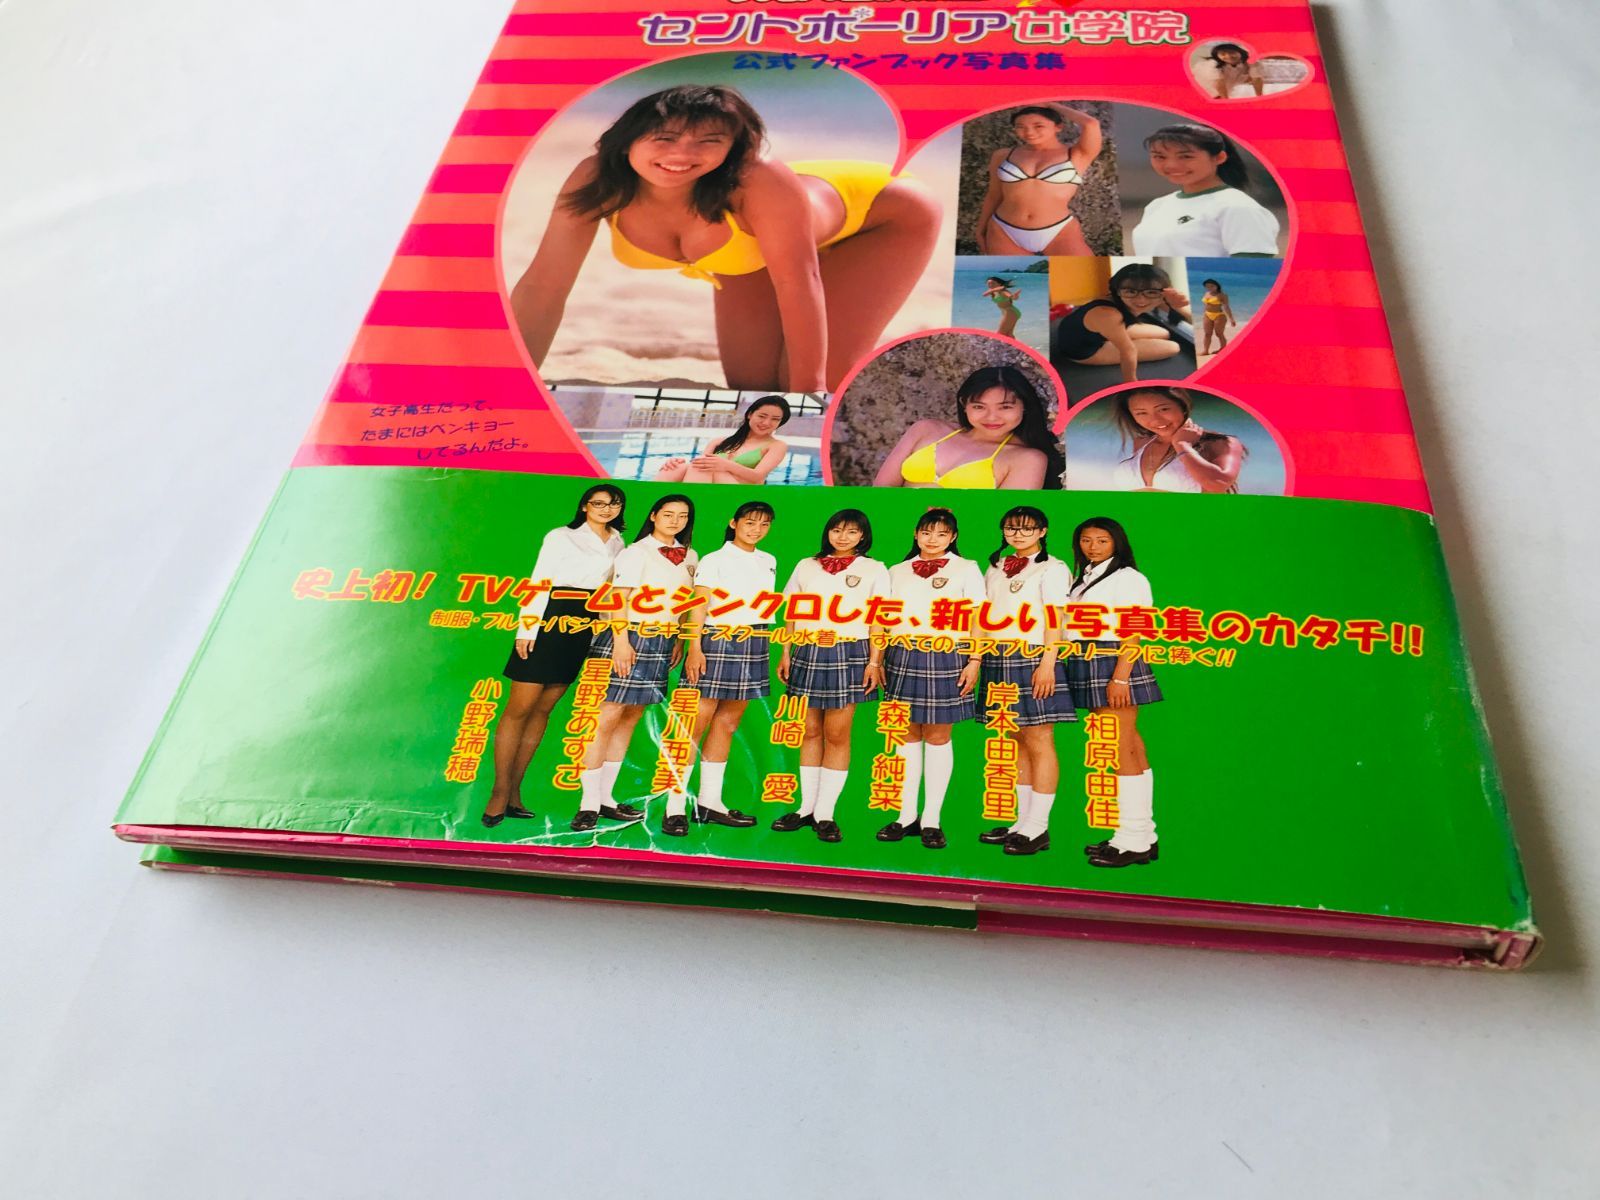 セントポーリア女学院
公式ファンブック写真集
女子高生だって、
たまにはベンキョー
してるんだよ。
史上初! TVゲームとシンクロした、新しい写真集のカタチ!!
制服・ブルマ・パジャマ・ビキニ・スクール水着… すべてのコスプレ・フリークに捧ぐ!!
小野瑞穂
星野あずさ
星川亜美
川崎 愛
森下純菜
岸本由香里
相原由佳